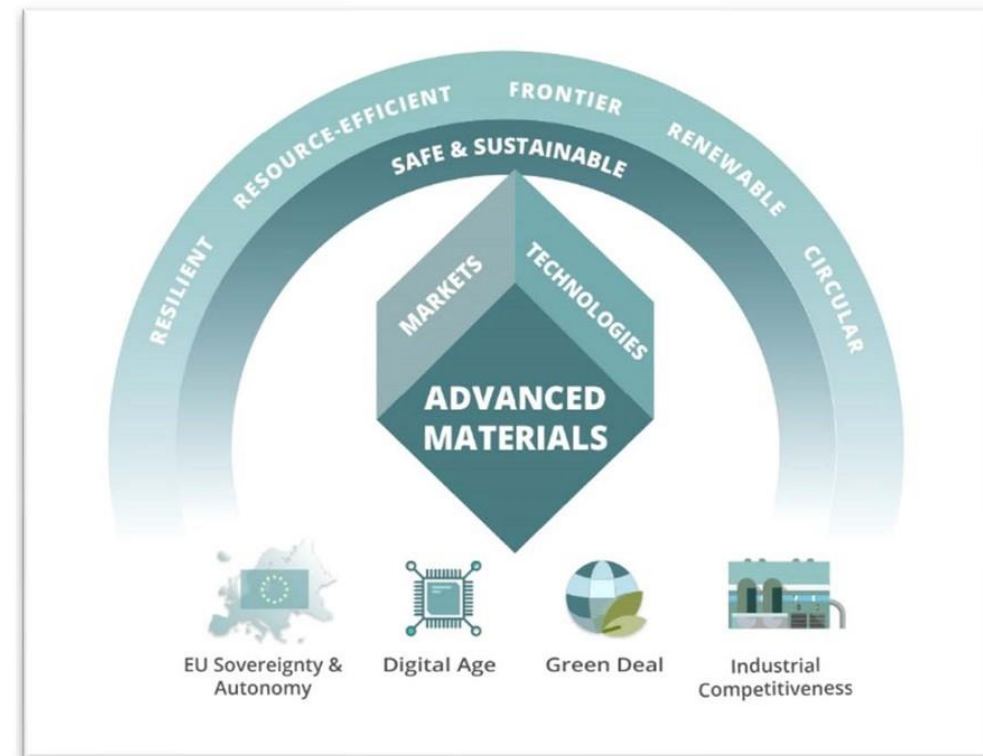 RESILIENT
RESOURCE-EFFICIENT
FRONTIER
RENEWABLE
CIRCULAR
SAFE & SUSTAINABLE
MARKETS
TECHNOLOGIES
ADVANCED
MATERIALS
EU Sovereignty &
Autonomy
Digital Age
Green Deal
Industrial
Competitiveness